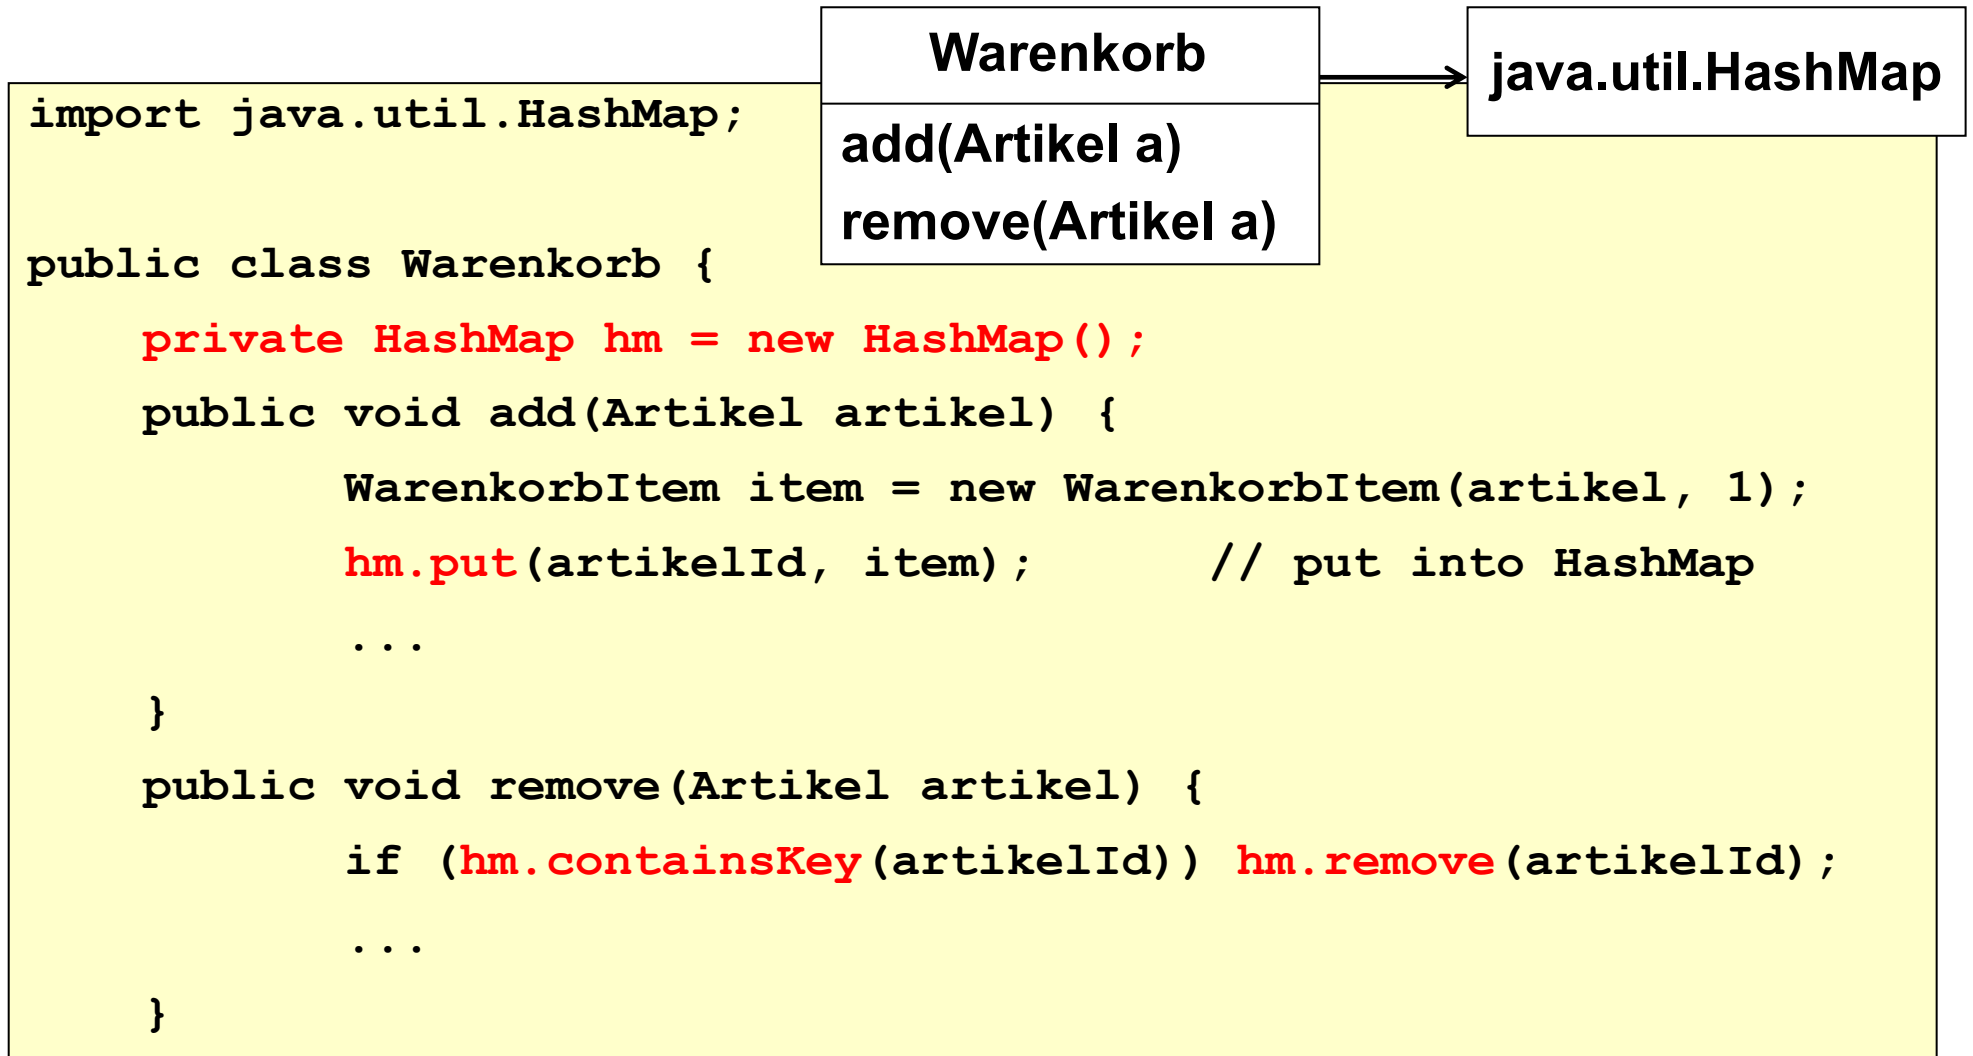 Warenkorb
add(Artikel a)
remove(Artikel a)
java.util.HashMap
import java.util.HashMap;
public class Warenkorb {
private HashMap hm = new HashMap();
public void add(Artikel artikel) {
WarenkorbItem item = new WarenkorbItem(artikel, 1);
hm.put(artikelId, item); // put into HashMap
...
}
public void remove(Artikel artikel) {
if (hm.containsKey(artikelId)) hm.remove(artikelId);
...
}